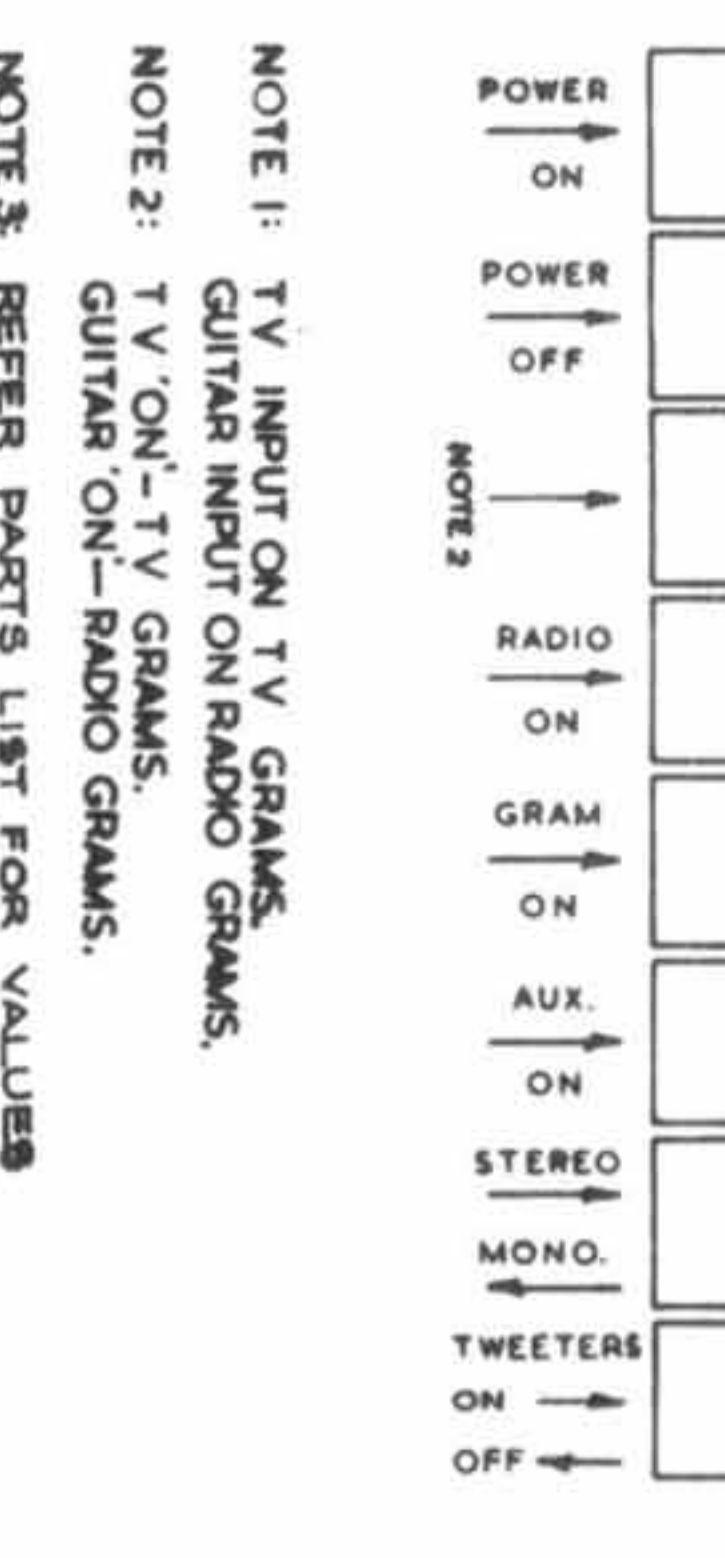 POWER
ON
POWER
OFF
NOTE 2
RADIO
ON
GRAM
ON
AUX.
ON
STEREO
MONO.
TWEETERS
ON
OFF
NOTE 1: TV INPUT ON TV GRAMS.
GUITAR INPUT ON RADIO GRAMS.
NOTE 2: TV 'ON'-TV GRAMS.
GUITAR 'ON'-RADIO GRAMS.
NOTE 3: REFER PARTS LIST FOR VALUES